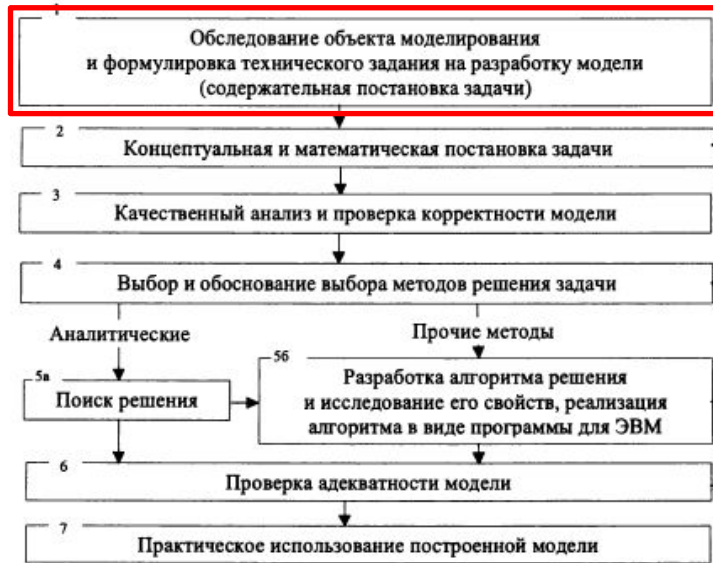 1
Обследование объекта моделирования
и формулировка технического задания на разработку модели
(содержательная постановка задачи)
2
Концептуальная и математическая постановка задачи
3
Качественный анализ и проверка корректности модели
4
Выбор и обоснование выбора методов решения задачи
Аналитические
Прочие методы
5а
Поиск решения
5б
Разработка алгоритма решения
и исследование его свойств, реализация
алгоритма в виде программы для ЭВМ
6
Проверка адекватности модели
7
Практическое использование построенной модели